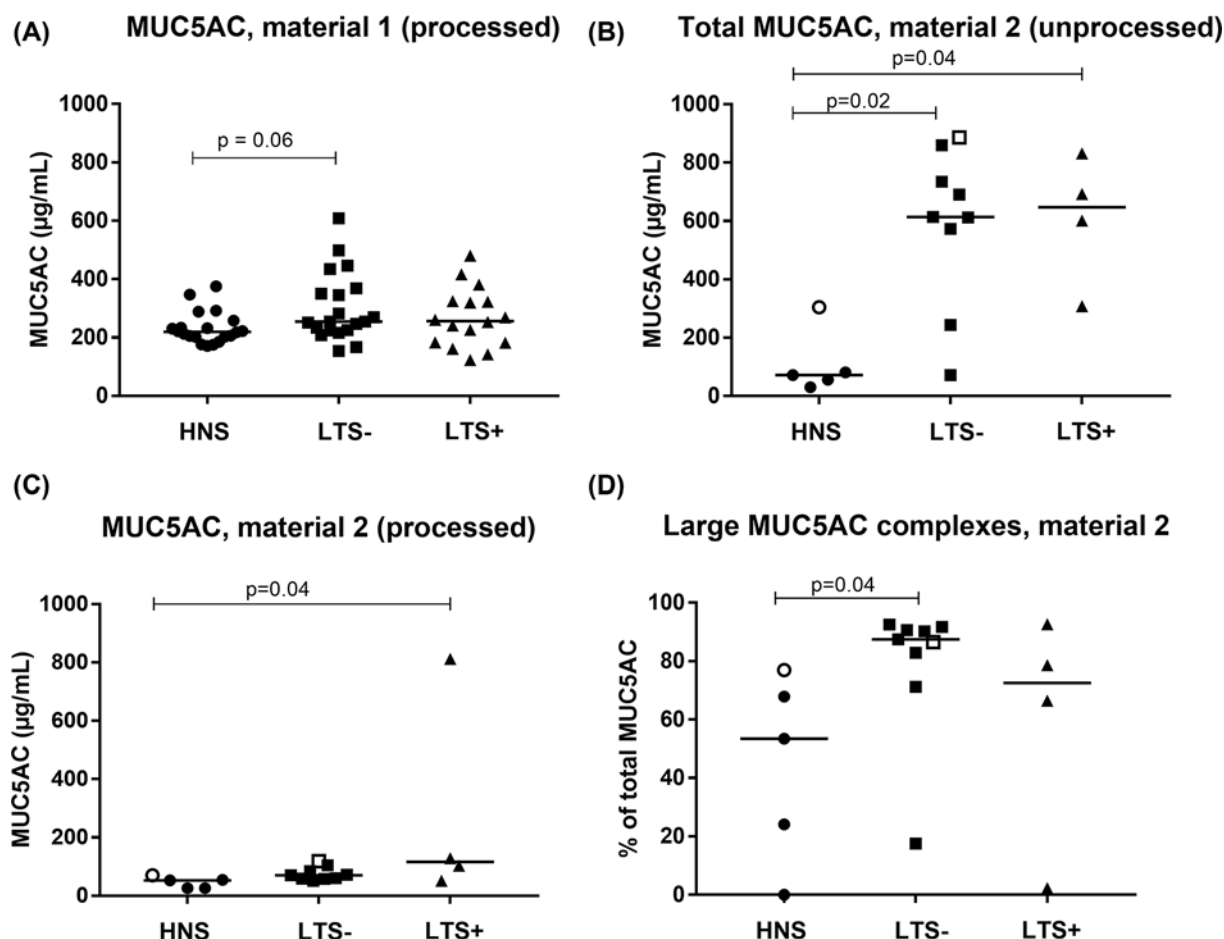 (A) MUC5AC, material 1 (processed)
MUC5AC (µg/mL)
1000
800
600
400
200
0
p = 0.06
HNS LTS- LTS+
(B) Total MUC5AC, material 2 (unprocessed)
p=0.04
p=0.02
MUC5AC (µg/mL)
1000
800
600
400
200
0
HNS LTS- LTS+
(C)
MUC5AC, material 2 (processed)
p=0.04
MUC5AC (µg/mL)
1000
800
600
400
200
0
HNS LTS- LTS+
(D)
Large MUC5AC complexes, material 2
p=0.04
% of total MUC5AC
100
80
60
40
20
0
HNS LTS- LTS+